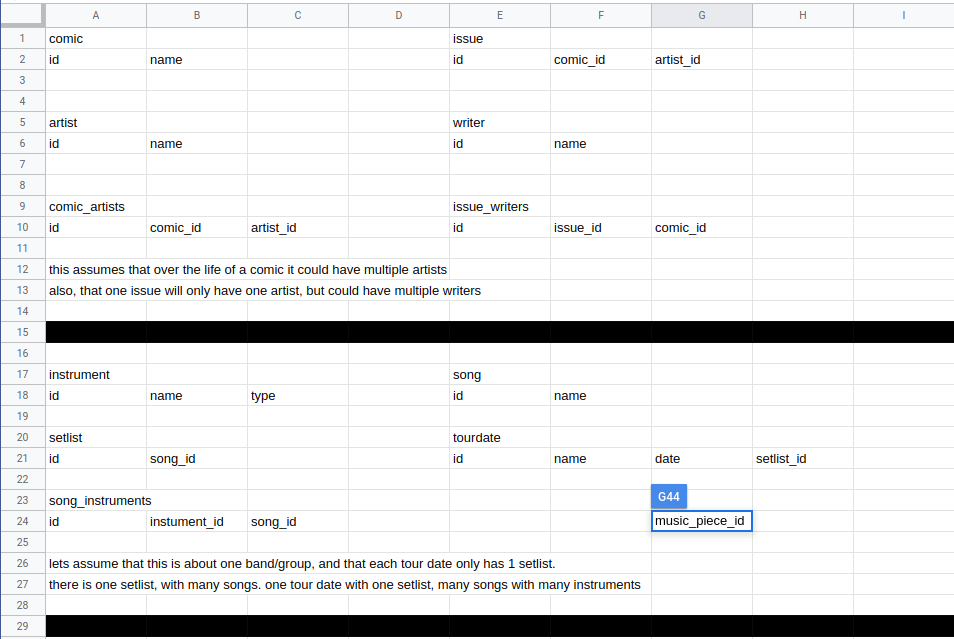 A B C D E F G H I
1 comic issue
2 id name id comic_id artist_id
3
4
5 artist writer
6 id name id name
7
8
9 comic_artists issue_writers
10 id comic_id artist_id id issue_id comic_id
11
12 this assumes that over the life of a comic it could have multiple artists
13 also, that one issue will only have one artist, but could have multiple writers
14
15
16
17 instrument song
18 id name type id name
19
20 setlist tourdate
21 id song_id id name date setlist_id
22
23 song_instruments G44
24 id instument_id song_id music_piece_id
25
26 lets assume that this is about one band/group, and that each tour date only has 1 setlist.
27 there is one setlist, with many songs. one tour date with one setlist, many songs with many instruments
28
29